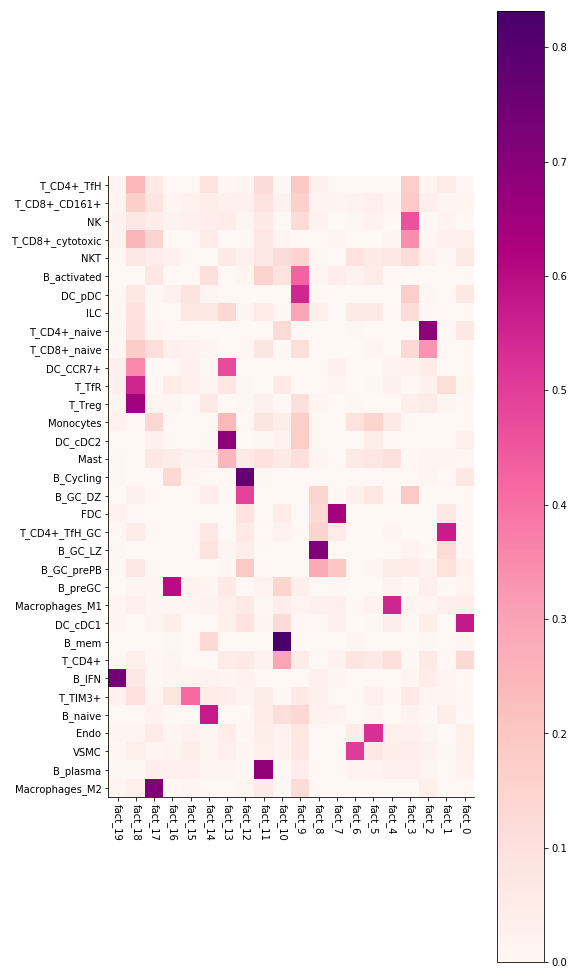 0.8
0.7
0.6
0.5
0.4
0.3
0.2
0.1
0.0
T_CD4+_TfH
T_CD8+_CD161+
NK
T_CD8+_cytotoxic
NKT
B_activated
DC_pDC
ILC
T_CD4+_naive
T_CD8+_naive
DC_CCR7+
T_TfR
T_Treg
Monocytes
DC_cDC2
Mast
B_Cycling
B_GC_DZ
FDC
T_CD4+_TfH_GC
B_GC_LZ
B_GC_prePB
B_preGC
Macrophages_M1
DC_cDC1
B_mem
T_CD4+
B_IFN
T_TIM3+
B_naive
Endo
VSMC
B_plasma
Macrophages_M2
fact_19
fact_18
fact_17
fact_16
fact_15
fact_14
fact_13
fact_12
fact_11
fact_10
fact_9
fact_8
fact_7
fact_6
fact_5
fact_4
fact_3
fact_2
fact_1
fact_0